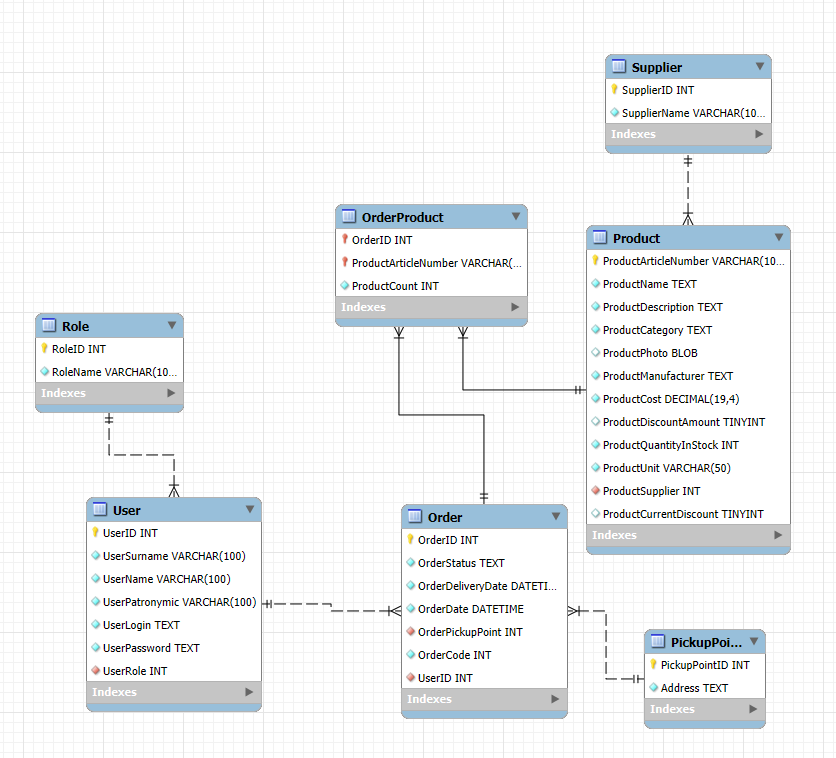 Supplier
SupplierID INT
SupplierName VARCHAR(10...
Indexes
OrderProduct
OrderID INT
ProductArticleNumber VARCHAR(...
ProductCount INT
Indexes
Product
ProductArticleNumber VARCHAR(10...
ProductName TEXT
ProductDescription TEXT
ProductCategory TEXT
ProductPhoto BLOB
ProductManufacturer TEXT
ProductCost DECIMAL(19,4)
ProductDiscountAmount TINYINT
ProductQuantityInStock INT
ProductUnit VARCHAR(50)
ProductSupplier INT
ProductCurrentDiscount TINYINT
Indexes
Role
RoleID INT
RoleName VARCHAR(10...
Indexes
User
UserID INT
UserSurname VARCHAR(100)
UserName VARCHAR(100)
UserPatronymic VARCHAR(100)
UserLogin TEXT
UserPassword TEXT
UserRole INT
Indexes
Order
OrderID INT
OrderStatus TEXT
OrderDeliveryDate DATETI...
OrderDate DATETIME
OrderPickupPoint INT
OrderCode INT
UserID INT
Indexes
PickupPoi...
PickupPointID INT
Address TEXT
Indexes